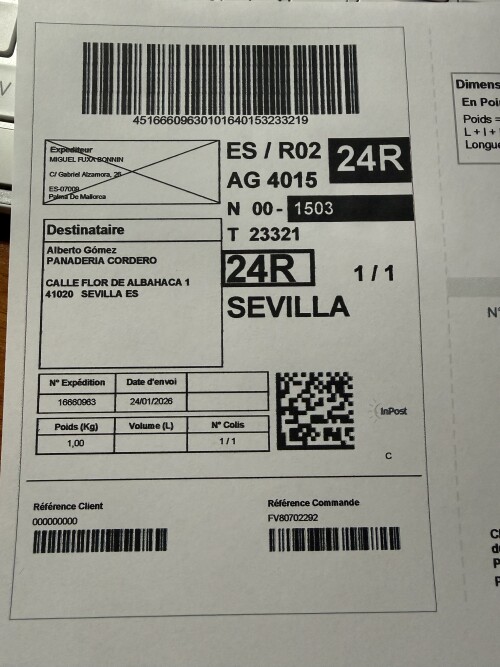 45166609630101640153233219
Expéditeur
MIGUEL FUXA BONNIN
C/ Gabriel Alzamora, 26
ES-07009
Palma De Mallorca
ES / R02
24R
AG 4015
N 00 - 1503
T 23321
Destinataire
Alberto Gómez
PANADERIA CORDERO
CALLE FLOR DE ALBAHACA 1
41020 SEVILLA ES
24R
1 / 1
SEVILLA
N° Expédition
Date d'envoi
16660963
24/01/2026
Poids (Kg)
Volume (L)
N° Colis
1,00
1 / 1
InPost
C
Référence Client
000000000
Référence Commande
FV80702292
Dimens
En Poi
Poids =
L + l +
Longue
N°